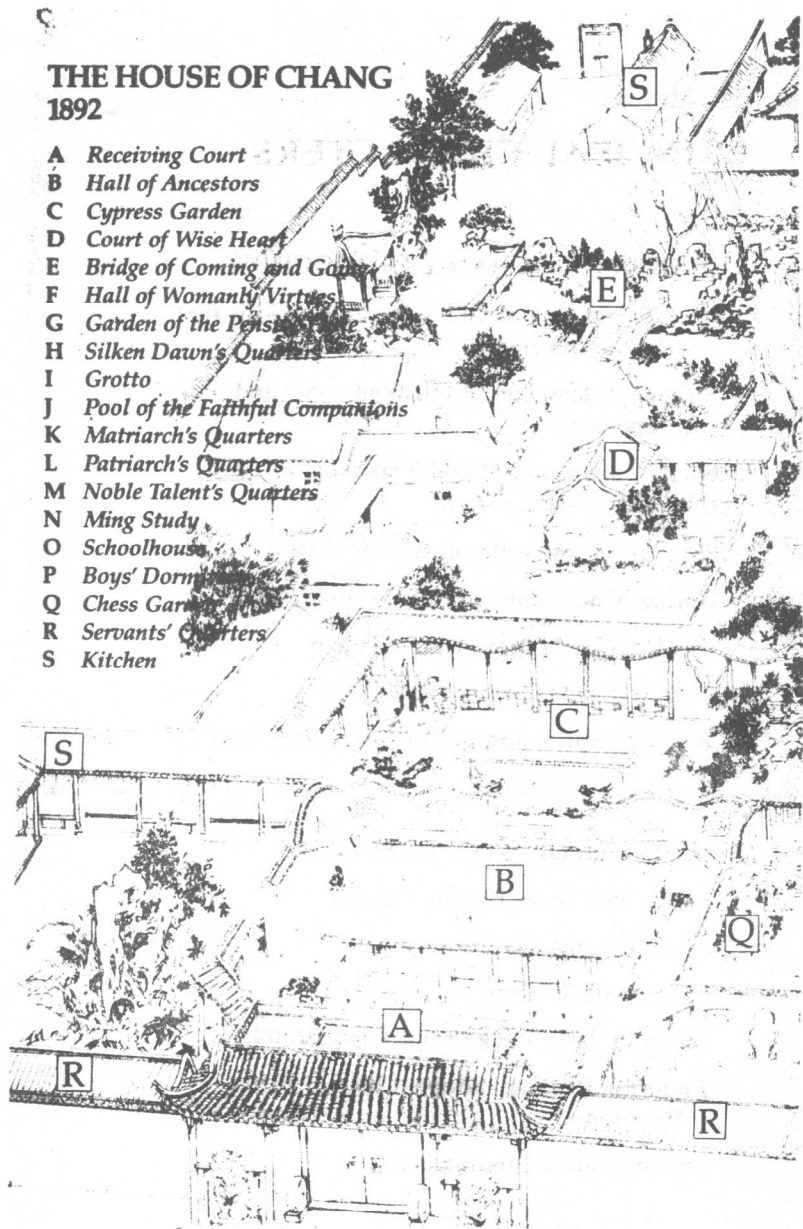 THE HOUSE OF CHANG
1892
A Receiving Court
B Hall of Ancestors
C Cypress Garden
D Court of Wise Heart
E Bridge of Coming and Going
F Hall of Womanly Virtues
G Garden of the Pensive
H Silken Dawn's Quarters
I Grotto
J Pool of the Faithful Companions
K Matriarch's Quarters
L Patriarch's Quarters
M Noble Talent's Quarters
N Ming Study
O Schoolhouse
P Boys' Dormitory
Q Chess Garden
R Servants' Quarters
S Kitchen
S
E
D
C
S
B
Q
A
R
R